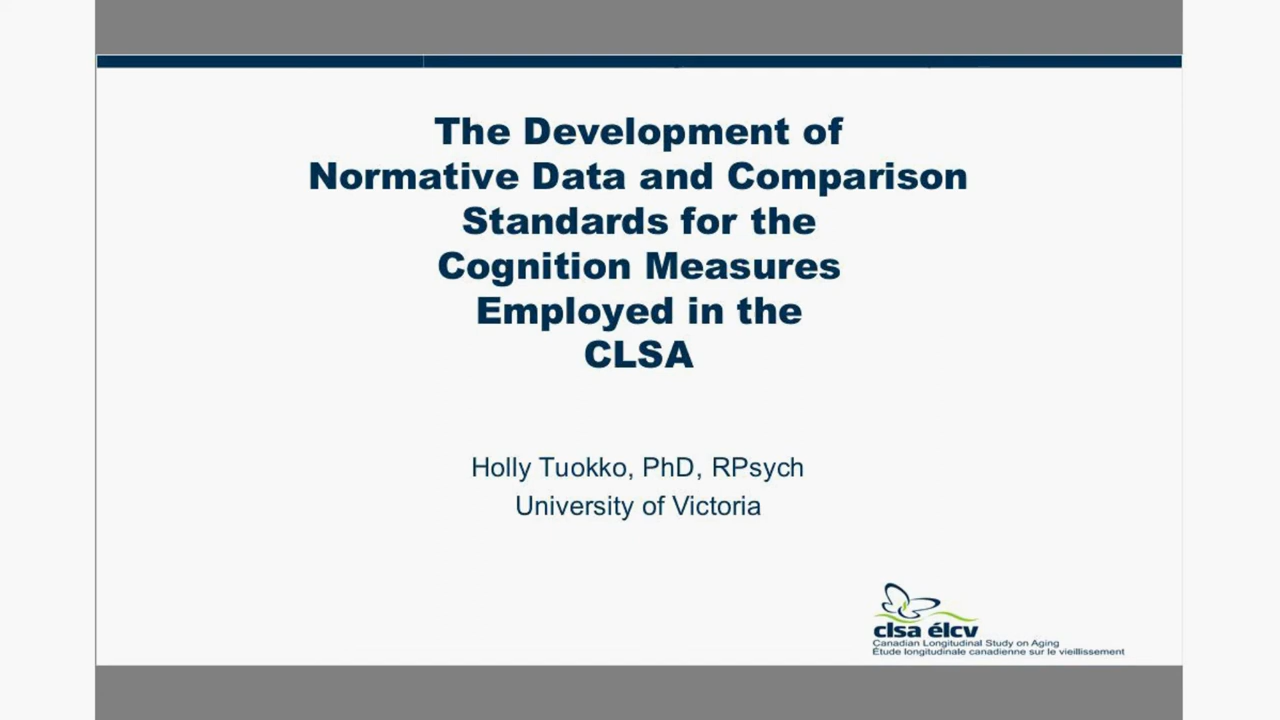 The Development of
Normative Data and Comparison
Standards for the
Cognition Measures
Employed in the
CLSA
Holly Tuokko, PhD, RPsych
University of Victoria
clsa élcv
Canadian Longitudinal Study on Aging
Étude longitudinale canadienne sur le vieillissement